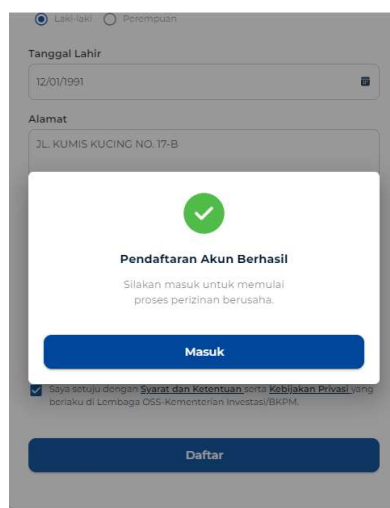 Laki-laki Perempuan
Tanggal Lahir
12/01/1991
Alamat
JL. KUMIS KUCING NO. 17-B
Pendaftaran Akun Berhasil
Silakan masuk untuk memulai
proses perizinan berusaha.
Masuk
Saya setuju dengan Syarat dan Ketentuan serta Kebijakan Privasi yang
berlaku di Lembaga OSS-Kementerian Investasi/BKPM.
Daftar